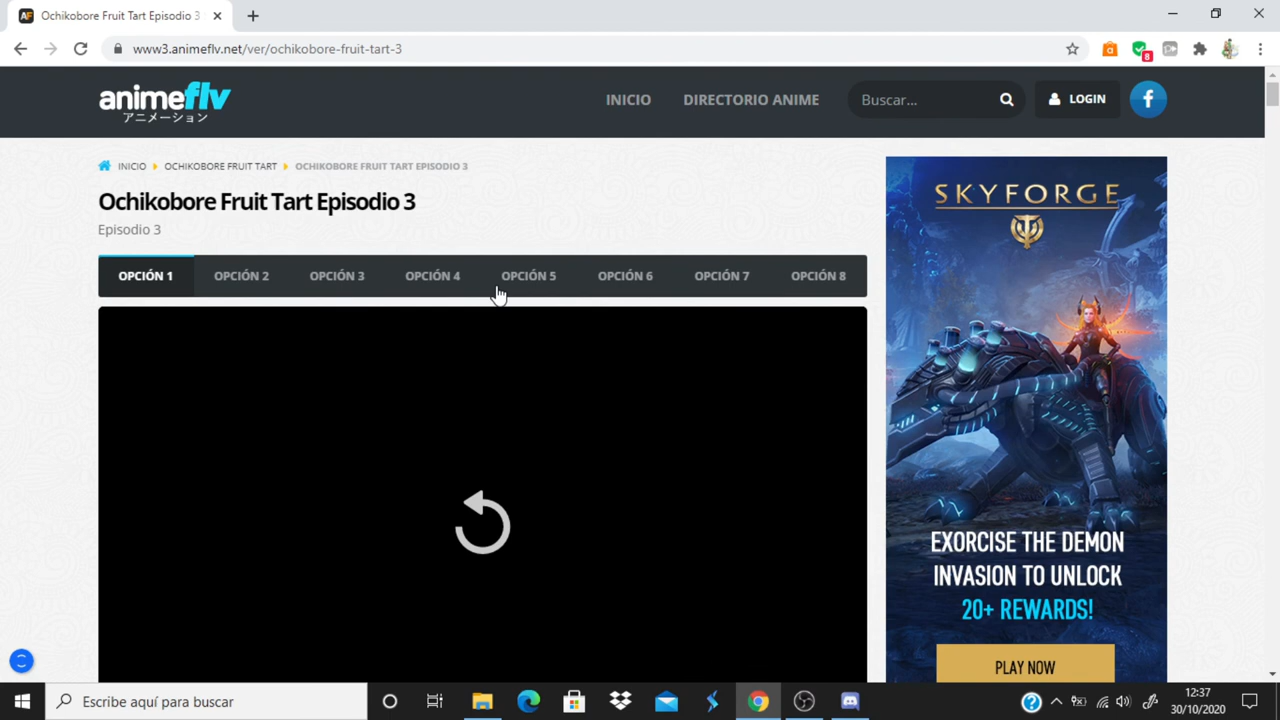 Ochikobore Fruit Tart Episodio 3
www3.animeflv.net/ver/ochikobore-fruit-tart-3
8
animeflv
アニメーション
INICIO
DIRECTORIO ANIME
Buscar...
LOGIN
INICIO
OCHIKOBORE FRUIT TART
OCHIKOBORE FRUIT TART EPISODIO 3
Ochikobore Fruit Tart Episodio 3
Episodio 3
OPCIÓN 1
OPCIÓN 2
OPCIÓN 3
OPCIÓN 4
OPCIÓN 5
OPCIÓN 6
OPCIÓN 7
OPCIÓN 8
SKYFORGE
EXORCISE THE DEMON
INVASION TO UNLOCK
20+ REWARDS!
PLAY NOW
Escribe aquí para buscar
12:37
30/10/2020